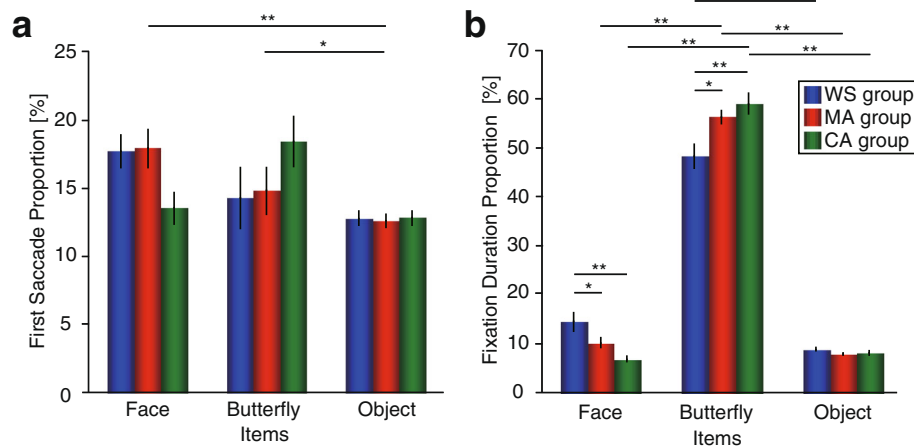 a
**
*
First Saccade Proportion [%]
25
20
15
10
5
0
Face
Butterfly
Object
Items
b
**
**
**
**
**
*
**
*
Fixation Duration Proportion [%]
70
60
50
40
30
20
10
0
WS group
MA group
CA group
Face
Butterfly
Object
Items